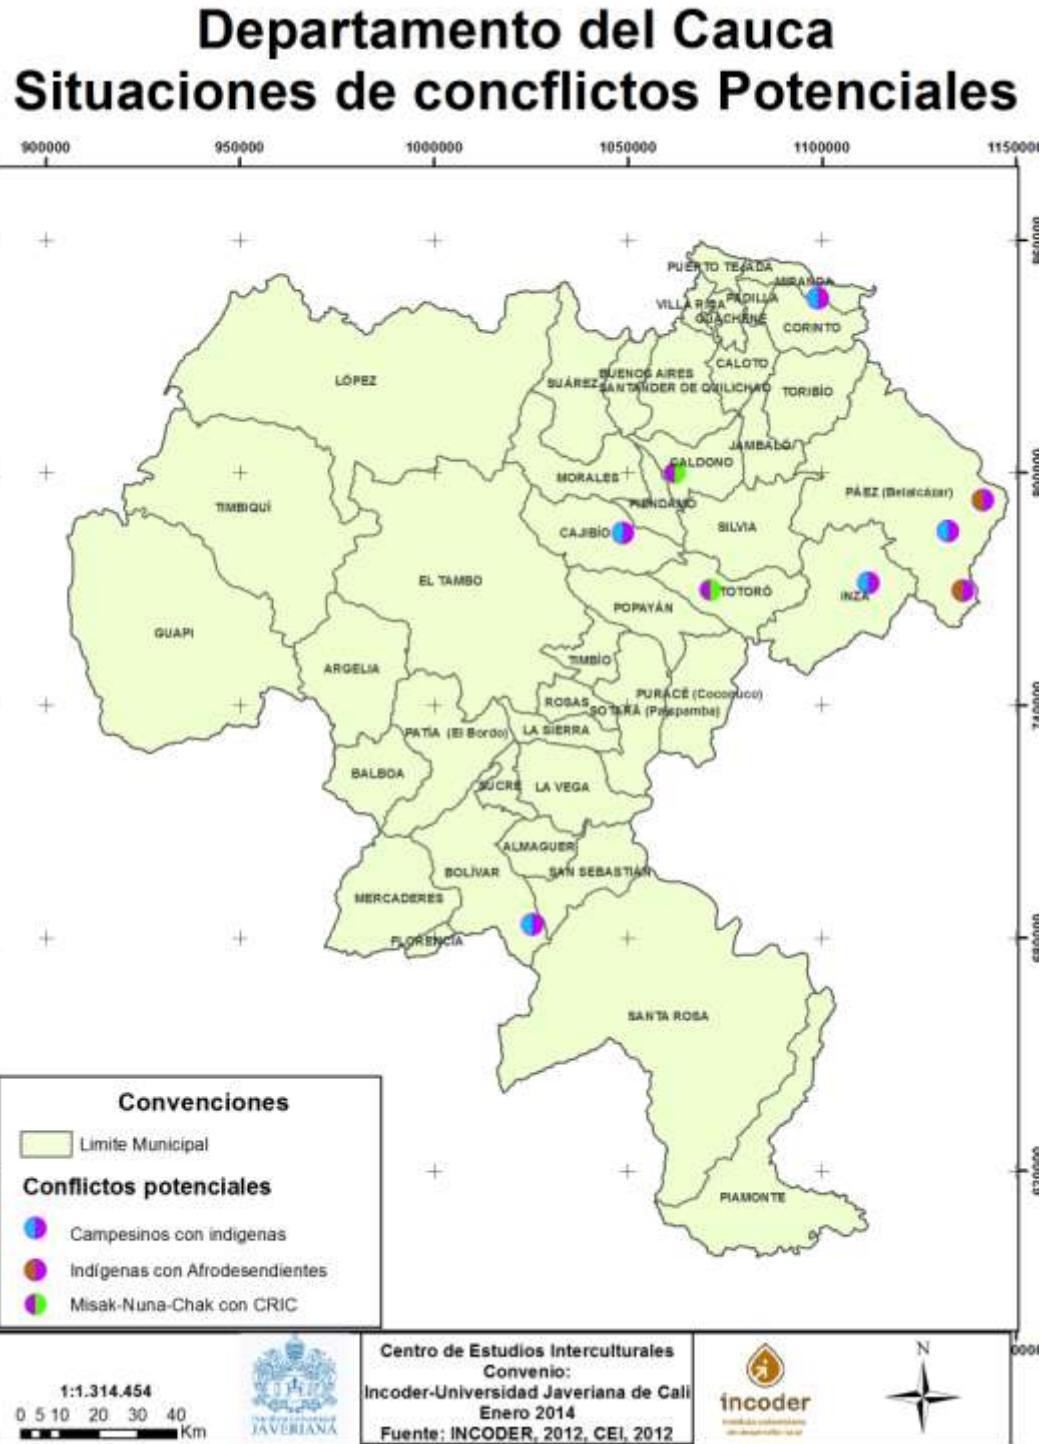 Departamento del Cauca
Situaciones de concflictos Potenciales
900000 950000 1000000 1050000 1100000 1150000
PUERTO TEJADA
MIRANDA
VILLA RICA
PADILLA
GUACHENÉ
CORINTO
CALOTO
LÓPEZ
SUÁREZ
BUENOS AIRES
SANTANDER DE QUILICHAO
TORIBÍO
JAMBALÓ
CALDONO
MORALES
PÁEZ (Belalcázar)
PIENDAMÓ
TIMBIQUÍ
SILVIA
CAJIBÍO
EL TAMBO
TOTORÓ
INZA
POPAYÁN
GUAPI
TIMBÍO
ARGELIA
PURACÉ (Coconuco)
ROSAS
SOTARA (Paispamba)
PATÍA (El Bordo)
LA SIERRA
BALBOA
SUCRE
LA VEGA
ALMAGUER
BOLÍVAR
SAN SEBASTIÁN
MERCADERES
FLORENCIA
SANTA ROSA
PIAMONTE
Convenciones
Limite Municipal
Conflictos potenciales
Campesinos con indigenas
Indígenas con Afrodesendientes
Misak-Nuna-Chak con CRIC
1:1.314.454
0 5 10 20 30 40
Km
JAVERIANA
Centro de Estudios Interculturales
Convenio:
Incoder-Universidad Javeriana de Cali
Enero 2014
Fuente: INCODER, 2012, CEI, 2012
incoder
N